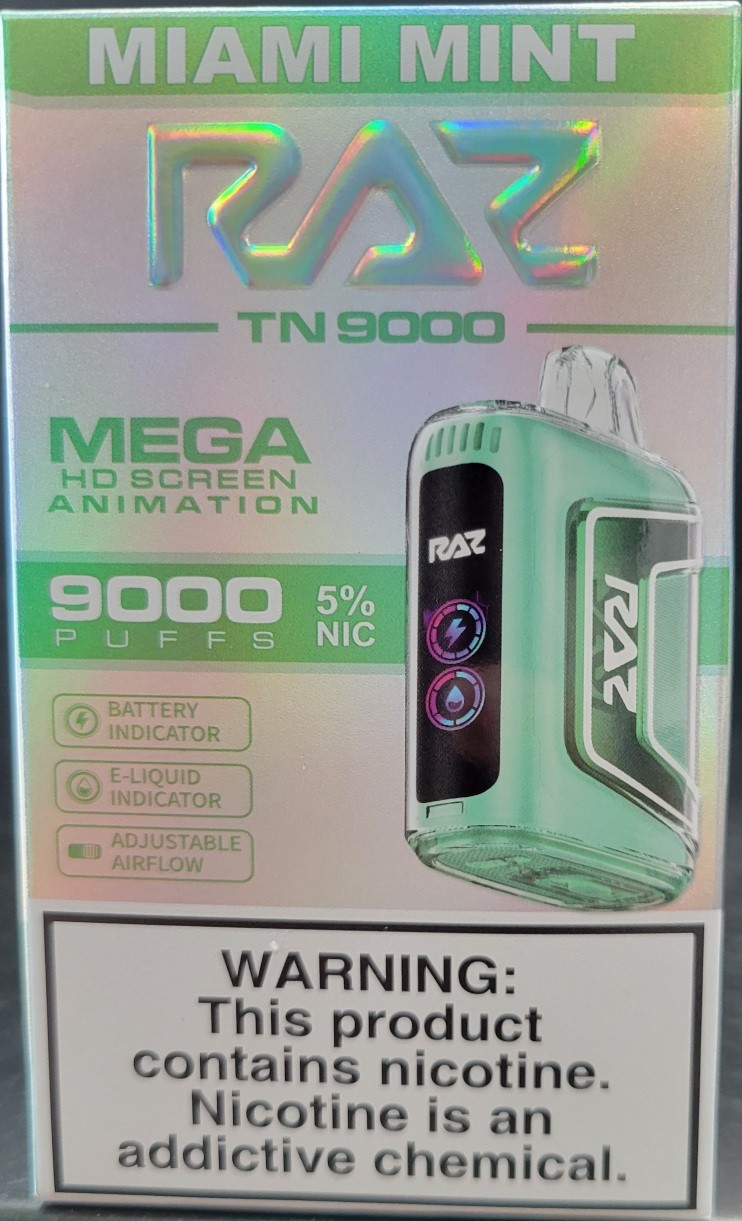 MIAMI MINT
RAZ
TN 9000
MEGA
HD SCREEN
ANIMATION
9000
PUFFS
5%
NIC
BATTERY
INDICATOR
E-LIQUID
INDICATOR
ADJUSTABLE
AIRFLOW
RAZ
RAZ
WARNING:
This product
contains nicotine.
Nicotine is an
addictive chemical.